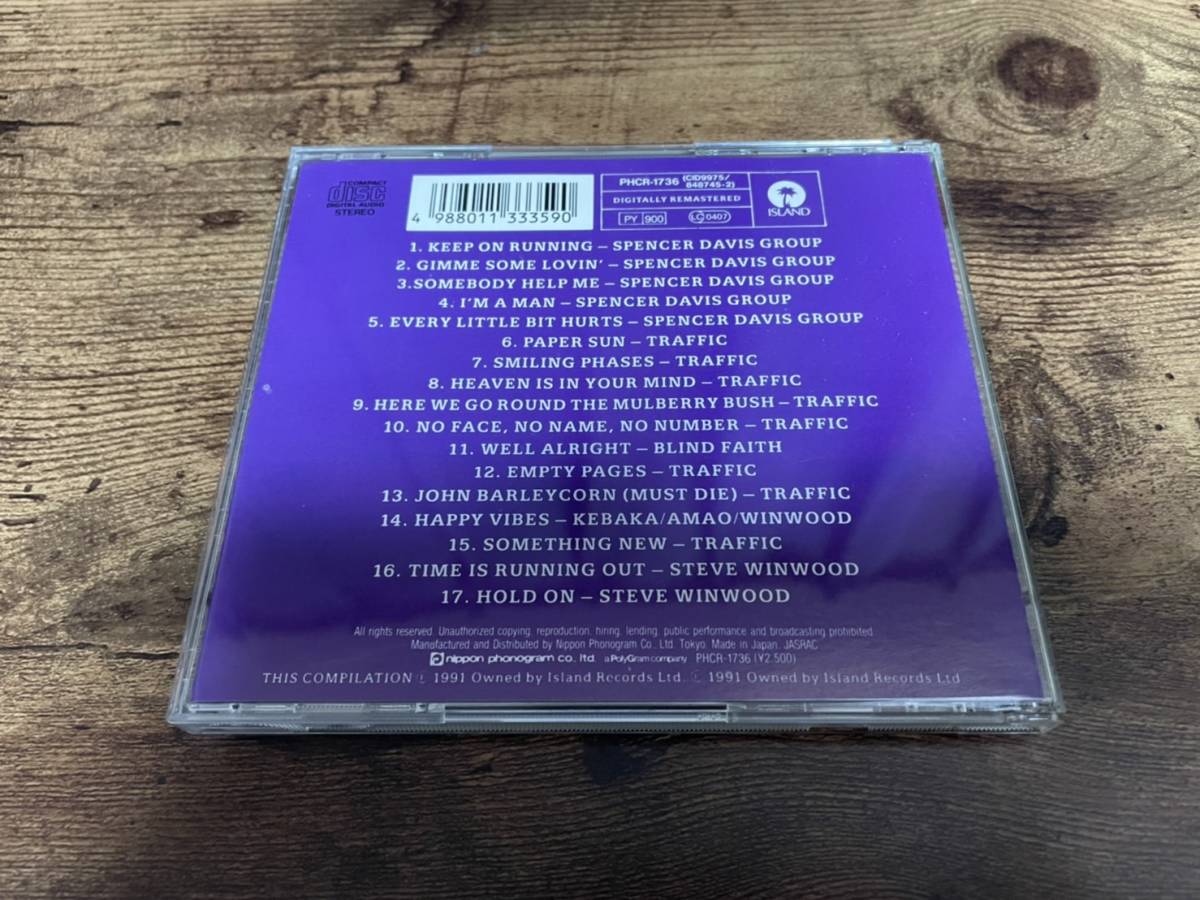 COMPACT
disc
DIGITAL AUDIO
STEREO
4 988011 333590
PHCR-1736 (CID9975/
848745-2)
DIGITALLY REMASTERED
PY 900 LC 0407
ISLAND
1. KEEP ON RUNNING – SPENCER DAVIS GROUP
2. GIMME SOME LOVIN' – SPENCER DAVIS GROUP
3.SOMEBODY HELP ME – SPENCER DAVIS GROUP
4. I'M A MAN – SPENCER DAVIS GROUP
5. EVERY LITTLE BIT HURTS – SPENCER DAVIS GROUP
6. PAPER SUN – TRAFFIC
7. SMILING PHASES – TRAFFIC
8. HEAVEN IS IN YOUR MIND – TRAFFIC
9. HERE WE GO ROUND THE MULBERRY BUSH – TRAFFIC
10. NO FACE, NO NAME, NO NUMBER – TRAFFIC
11. WELL ALRIGHT – BLIND FAITH
12. EMPTY PAGES – TRAFFIC
13. JOHN BARLEYCORN (MUST DIE) – TRAFFIC
14. HAPPY VIBES – KEBAKA/AMAO/WINWOOD
15. SOMETHING NEW – TRAFFIC
16. TIME IS RUNNING OUT – STEVE WINWOOD
17. HOLD ON – STEVE WINWOOD
All rights reserved. Unauthorized copying, reproduction, hiring, lending, public performance and broadcasting prohibited.
Manufactured and Distributed by Nippon Phonogram Co., Ltd. Tokyo. Made in Japan. JASRAC
nippon phonogram co., ltd. a PolyGram company PHCR-1736 (¥2,500)
THIS COMPILATION ℗ 1991 Owned by Island Records Ltd. © 1991 Owned by Island Records Ltd